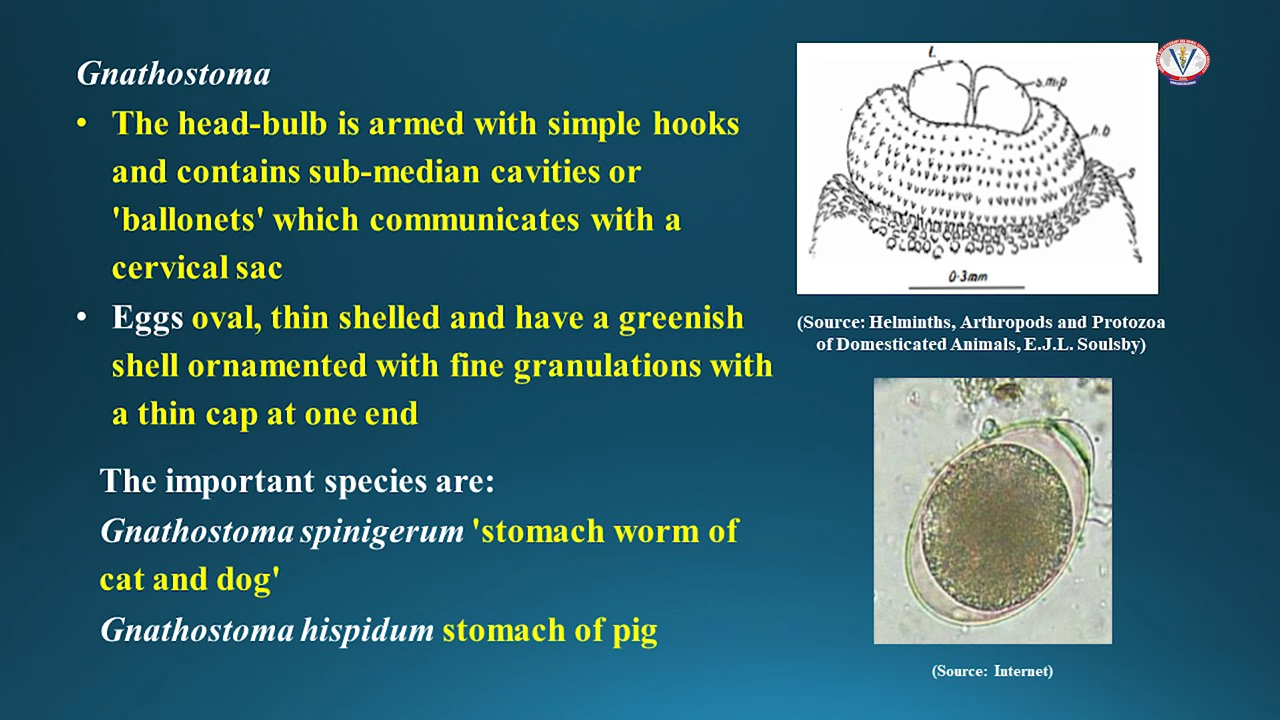 Gnathostoma
• The head-bulb is armed with simple hooks
and contains sub-median cavities or
'ballonets' which communicates with a
cervical sac
• Eggs oval, thin shelled and have a greenish
shell ornamented with fine granulations with
a thin cap at one end
The important species are:
Gnathostoma spinigerum 'stomach worm of
cat and dog'
Gnathostoma hispidum stomach of pig
l.
s.m.p
h.b
s
0·3mm
(Source: Helminths, Arthropods and Protozoa
of Domesticated Animals, E.J.L. Soulsby)
(Source: Internet)